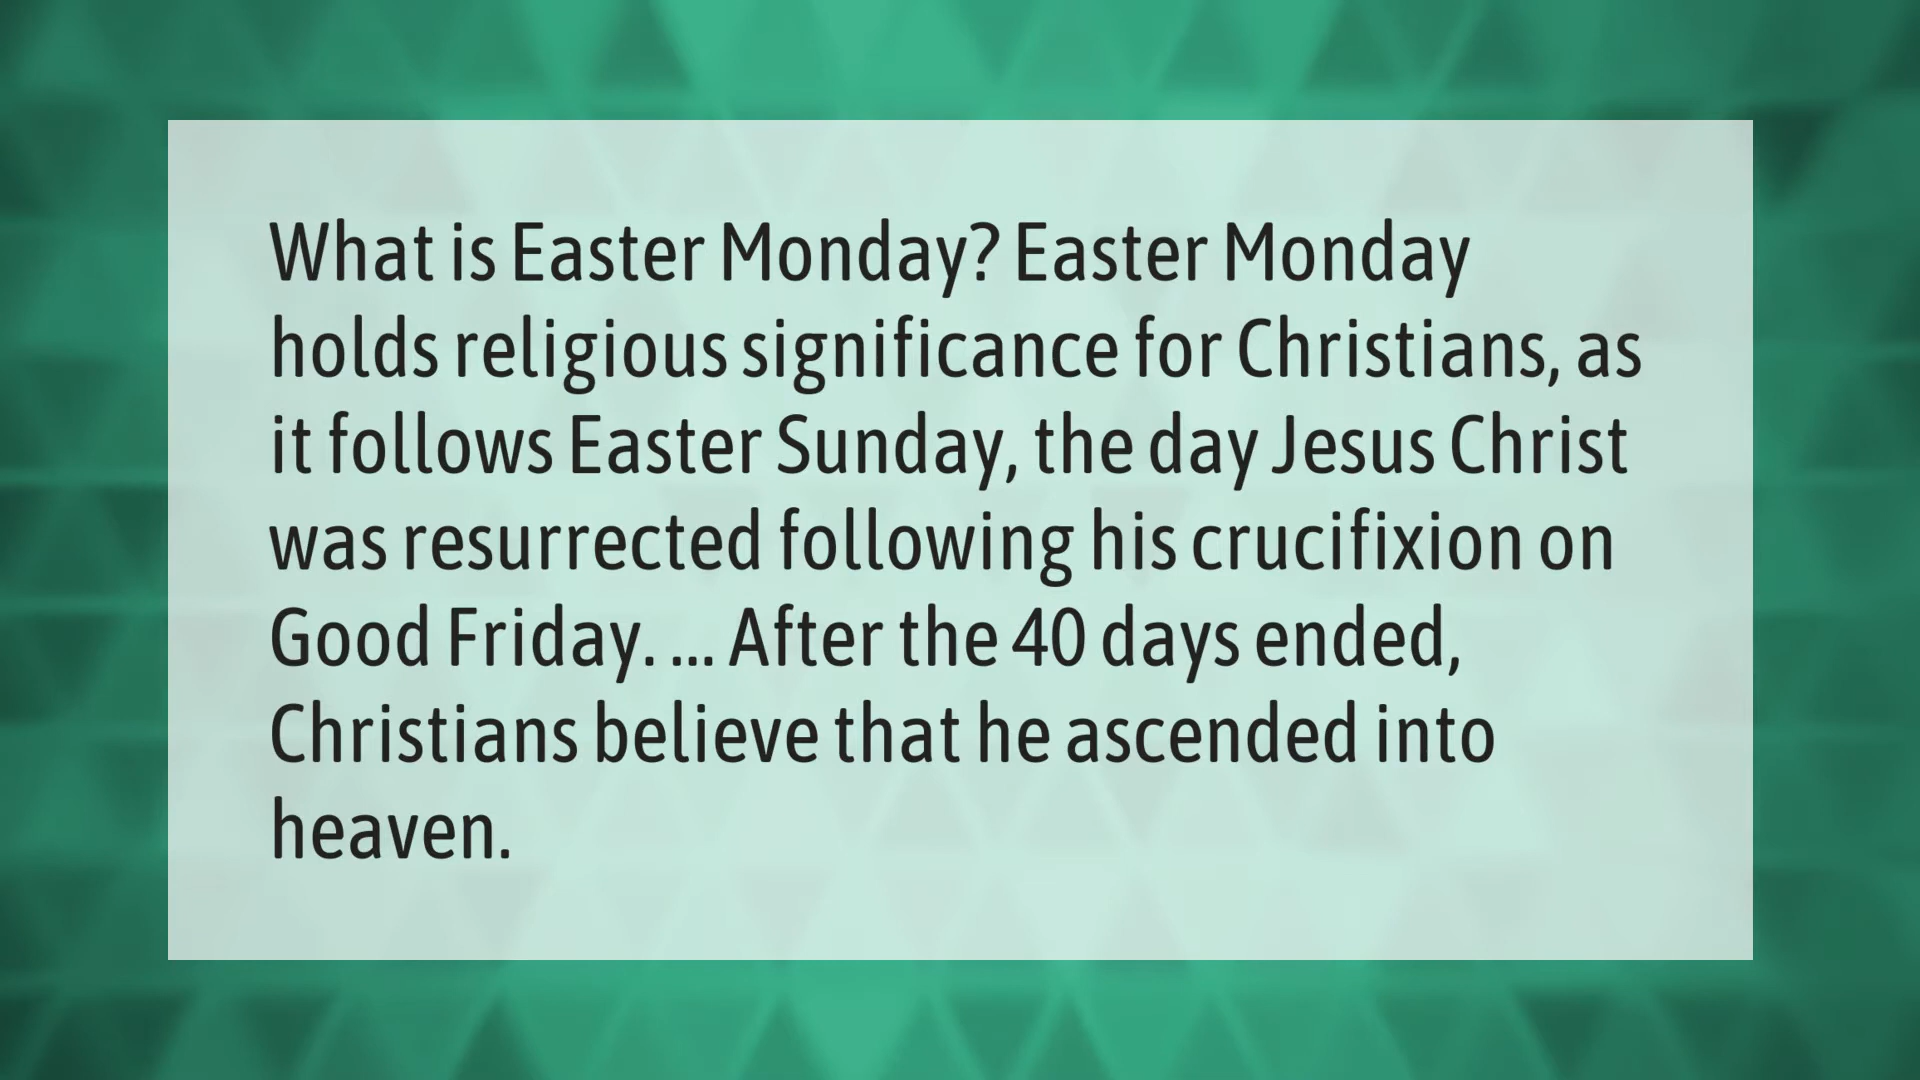 What is Easter Monday? Easter Monday
holds religious significance for Christians, as
it follows Easter Sunday, the day Jesus Christ
was resurrected following his crucifixion on
Good Friday. ... After the 40 days ended,
Christians believe that he ascended into
heaven.